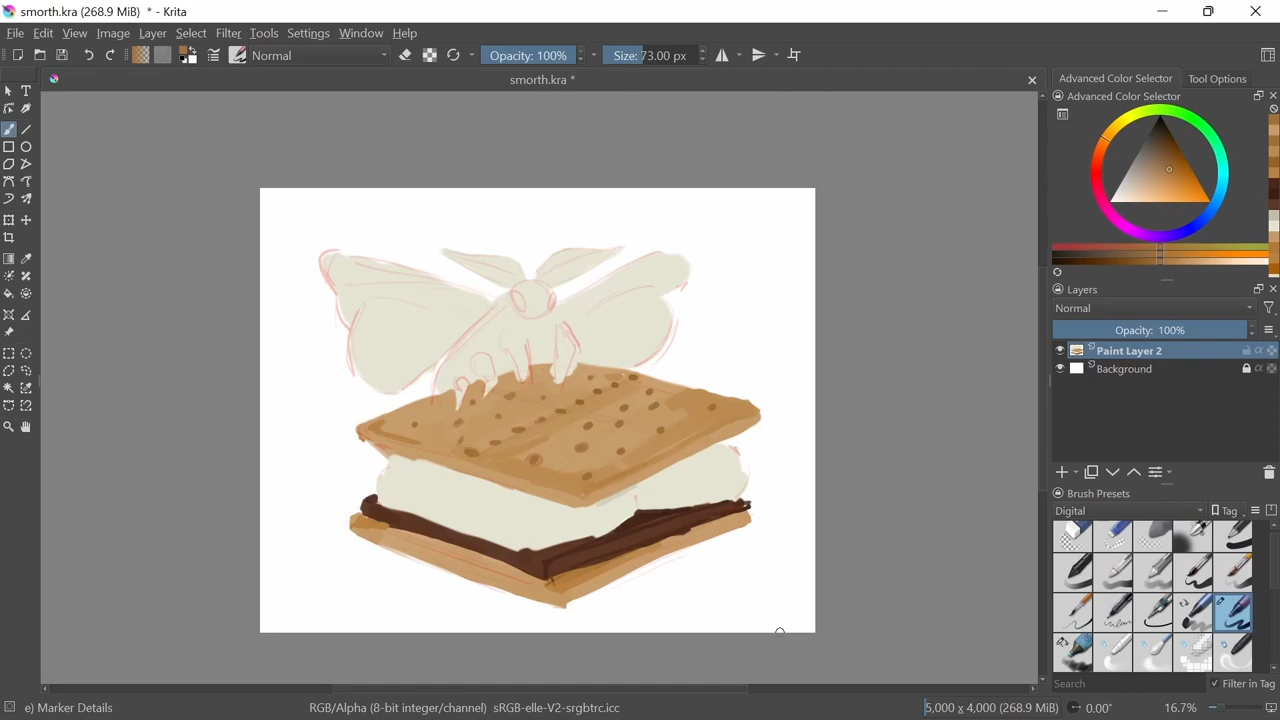 smorth.kra (268.9 MiB) * - Krita
File Edit View Image Layer Select Filter Tools Settings Window Help
Normal Opacity: 100% Size: 73.00 px
smorth.kra *
Advanced Color Selector Tool Options
Advanced Color Selector
Layers
Normal
Opacity: 100%
Paint Layer 2
Background
Brush Presets
Digital Tag
Search Filter in Tag
e) Marker Details RGB/Alpha (8-bit integer/channel) sRGB-elle-V2-srgbtrc.icc 5,000 x 4,000 (268.9 MiB) 0.00° 16.7%